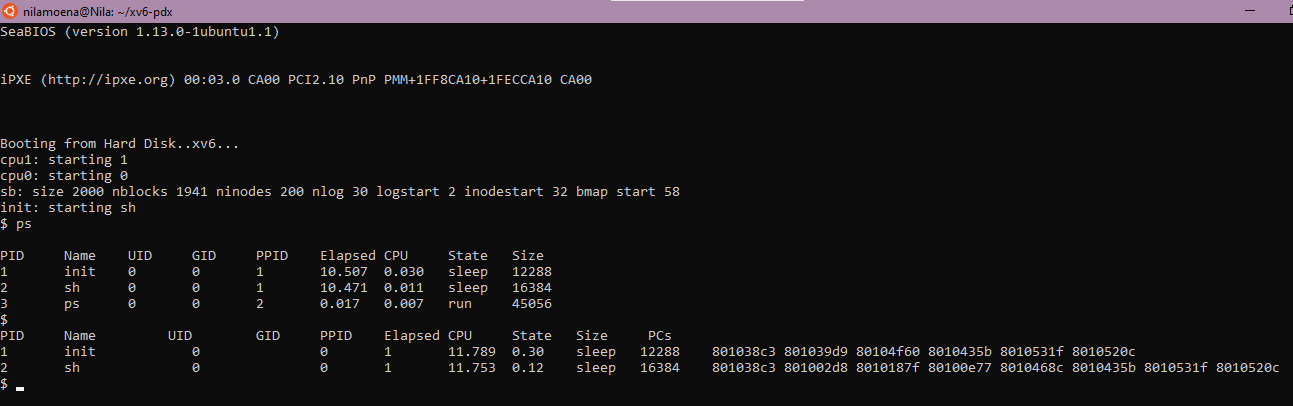 nilamoena@Nila: ~/xv6-pdx
SeaBIOS (version 1.13.0-1ubuntu1.1)
iPXE (http://ipxe.org) 00:03.0 CA00 PCI2.10 PnP PMM+1FF8CA10+1FECCA10 CA00
Booting from Hard Disk..xv6...
cpu1: starting 1
cpu0: starting 0
sb: size 2000 nblocks 1941 ninodes 200 nlog 30 logstart 2 inodestart 32 bmap start 58
init: starting sh
$ ps
PID Name UID GID PPID Elapsed CPU State Size
1 init 0 0 1 10.507 0.030 sleep 12288
2 sh 0 0 1 10.471 0.011 sleep 16384
3 ps 0 0 2 0.017 0.007 run 45056
$
PID Name UID GID PPID Elapsed CPU State Size PCs
1 init 0 0 1 11.789 0.30 sleep 12288 801038c3 801039d9 80104f60 8010435b 8010531f 8010520c
2 sh 0 0 1 11.753 0.12 sleep 16384 801038c3 801002d8 8010187f 80100e77 8010468c 8010435b 8010531f 8010520c
$